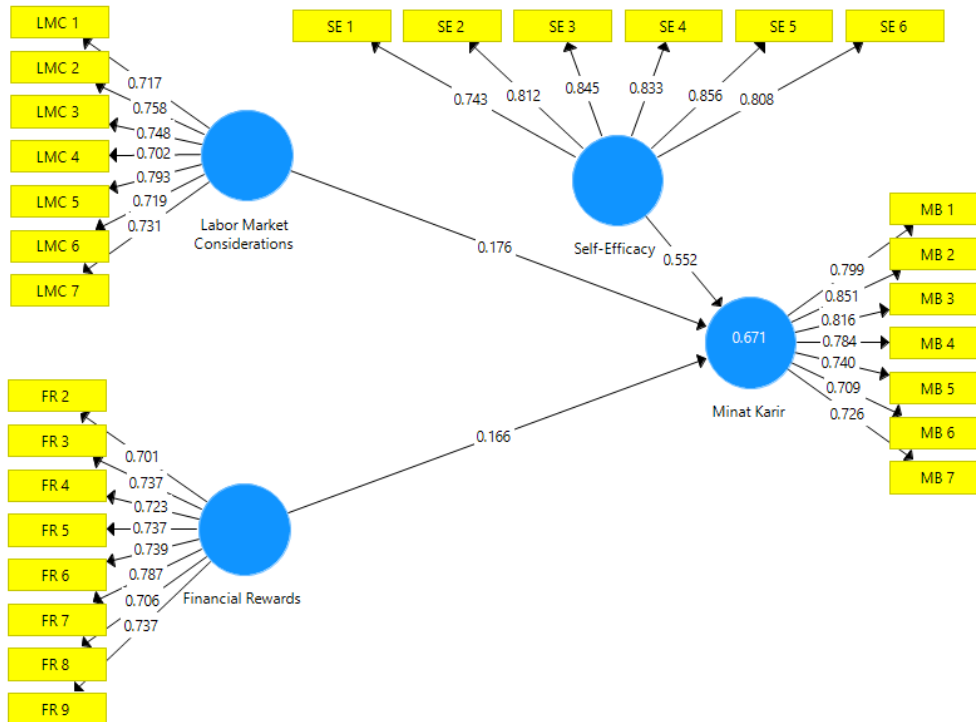 LMC 1
LMC 2
LMC 3
LMC 4
LMC 5
LMC 6
LMC 7
0.717
0.758
0.748
0.702
0.793
0.719
0.731
Labor Market
Considerations
SE 1
SE 2
SE 3
SE 4
SE 5
SE 6
0.743
0.812
0.845
0.833
0.856
0.808
Self-Efficacy
0.176
0.552
0.166
0.671
Minat Karir
0.799
0.851
0.816
0.784
0.740
0.709
0.726
MB 1
MB 2
MB 3
MB 4
MB 5
MB 6
MB 7
FR 2
FR 3
FR 4
FR 5
FR 6
FR 7
FR 8
FR 9
0.701
0.737
0.723
0.737
0.739
0.787
0.706
0.737
Financial Rewards